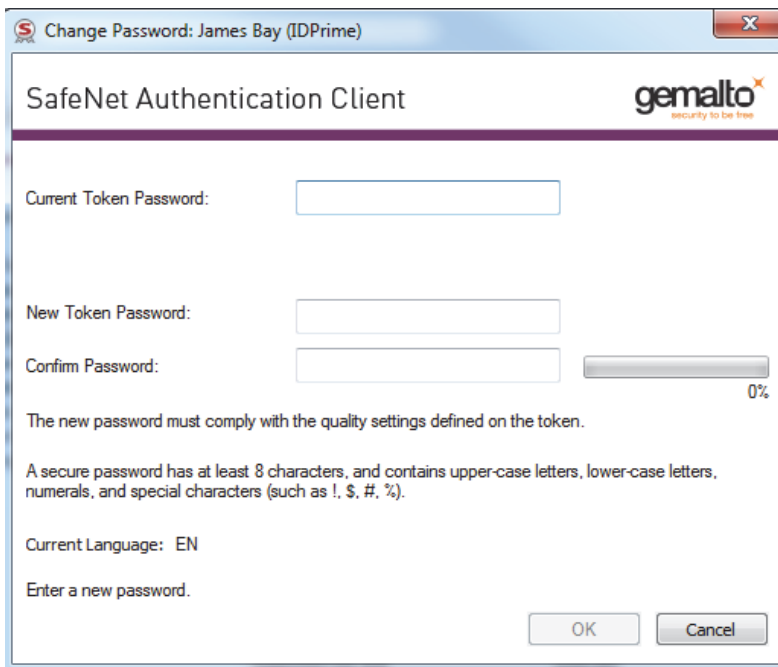 Change Password: James Bay (IDPrime)
SafeNet Authentication Client
gemalto
security to be free
Current Token Password:
New Token Password:
Confirm Password:
0%
The new password must comply with the quality settings defined on the token.
A secure password has at least 8 characters, and contains upper-case letters, lower-case letters,
numerals, and special characters (such as !, $, #, %).
Current Language: EN
Enter a new password.
OK Cancel